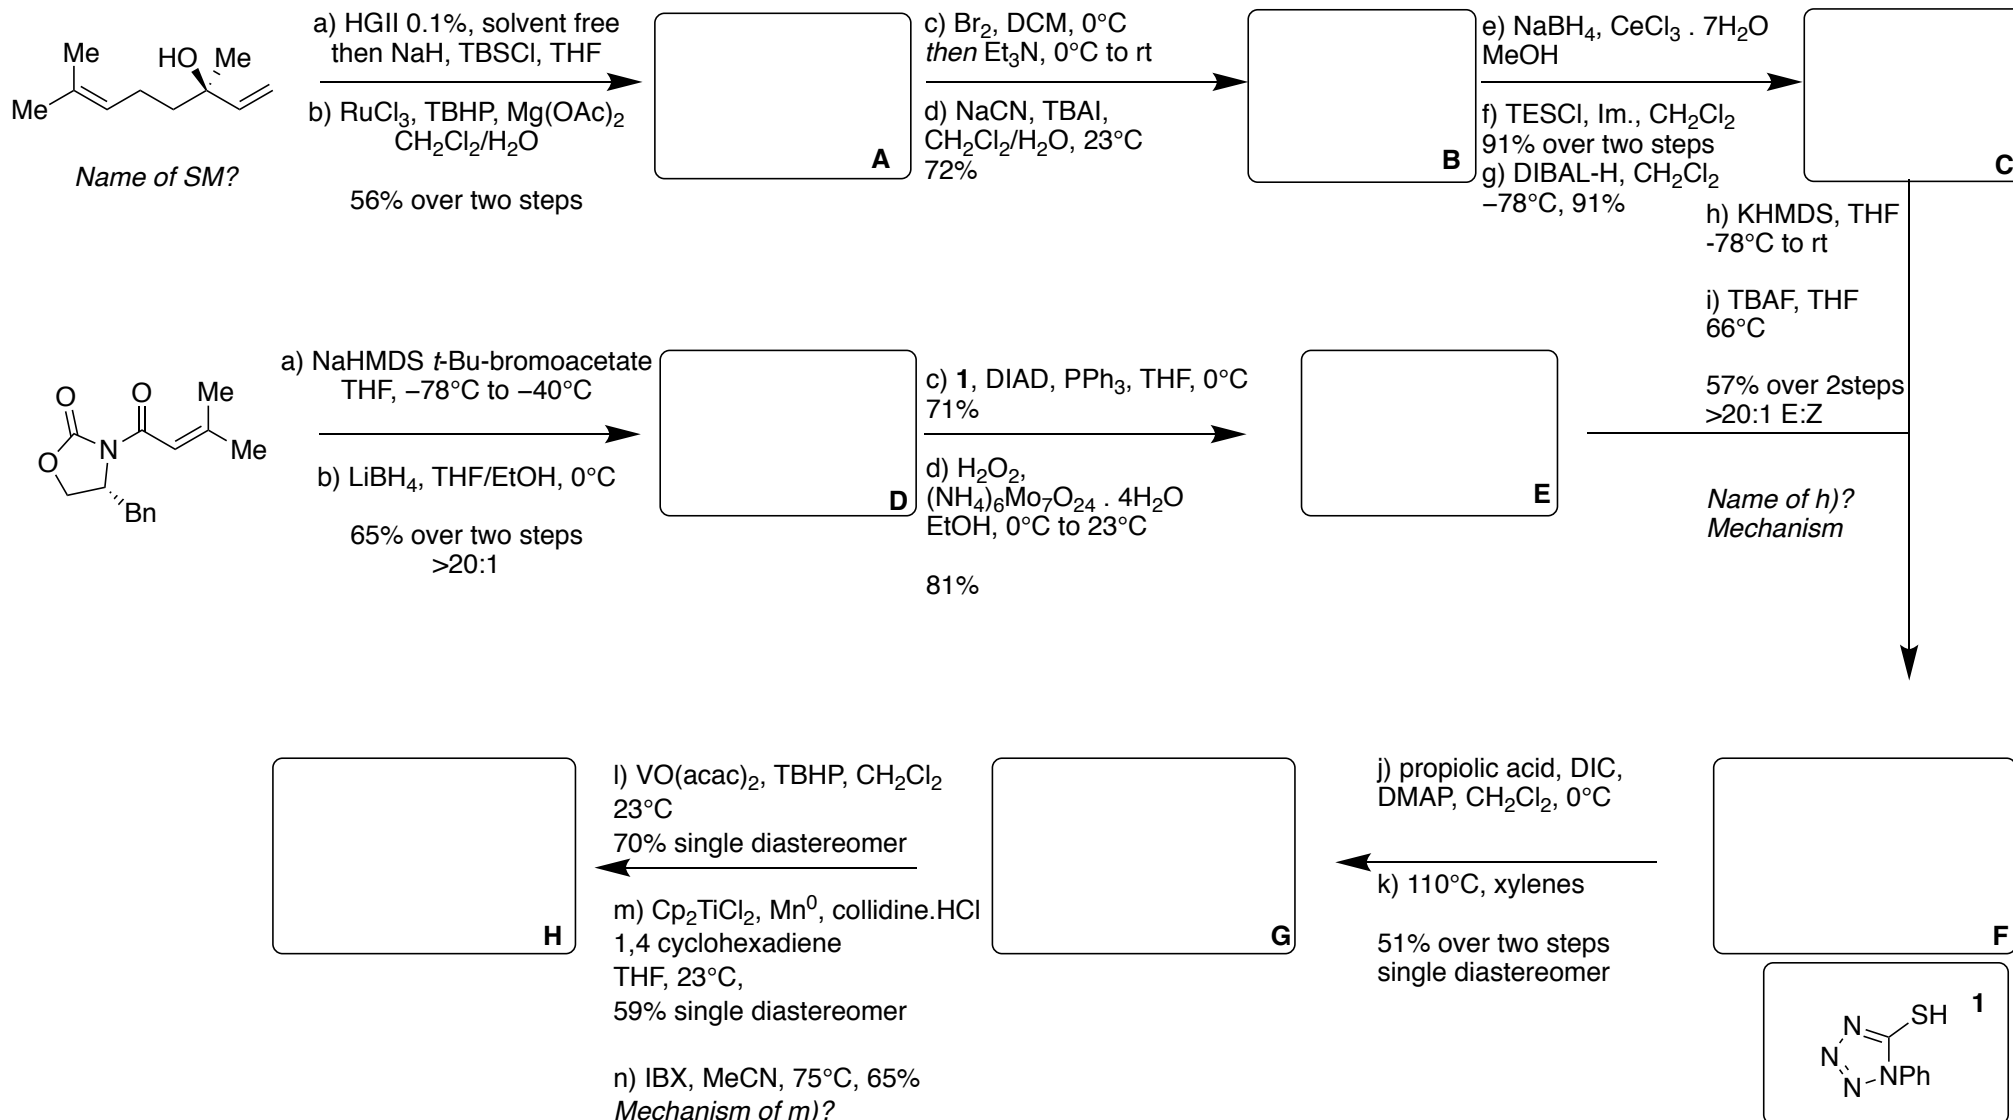 a) HGII 0.1%, solvent free
then NaH, TBSCl, THF
b) RuCl3, TBHP, Mg(OAc)2
CH2Cl2/H2O
56% over two steps
Me
Me
HO
Me
Name of SM?
A
c) Br2, DCM, 0°C
then Et3N, 0°C to rt
d) NaCN, TBAI,
CH2Cl2/H2O, 23°C
72%
B
e) NaBH4, CeCl3 . 7H2O
MeOH
f) TESCl, Im., CH2Cl2
91% over two steps
g) DIBAL-H, CH2Cl2
–78°C, 91%
C
h) KHMDS, THF
-78°C to rt
i) TBAF, THF
66°C
57% over 2steps
>20:1 E:Z
Name of h)?
Mechanism
O
O
Me
N
Me
O
Bn
a) NaHMDS t-Bu-bromoacetate
THF, –78°C to –40°C
b) LiBH4, THF/EtOH, 0°C
65% over two steps
>20:1
D
c) 1, DIAD, PPh3, THF, 0°C
71%
d) H2O2,
(NH4)6Mo7O24 . 4H2O
EtOH, 0°C to 23°C
81%
E
H
l) VO(acac)2, TBHP, CH2Cl2
23°C
70% single diastereomer
m) Cp2TiCl2, Mn0, collidine.HCl
1,4 cyclohexadiene
THF, 23°C,
59% single diastereomer
n) IBX, MeCN, 75°C, 65%
Mechanism of m)?
G
j) propiolic acid, DIC,
DMAP, CH2Cl2, 0°C
k) 110°C, xylenes
51% over two steps
single diastereomer
F
1
SH
N
N
N
NPh